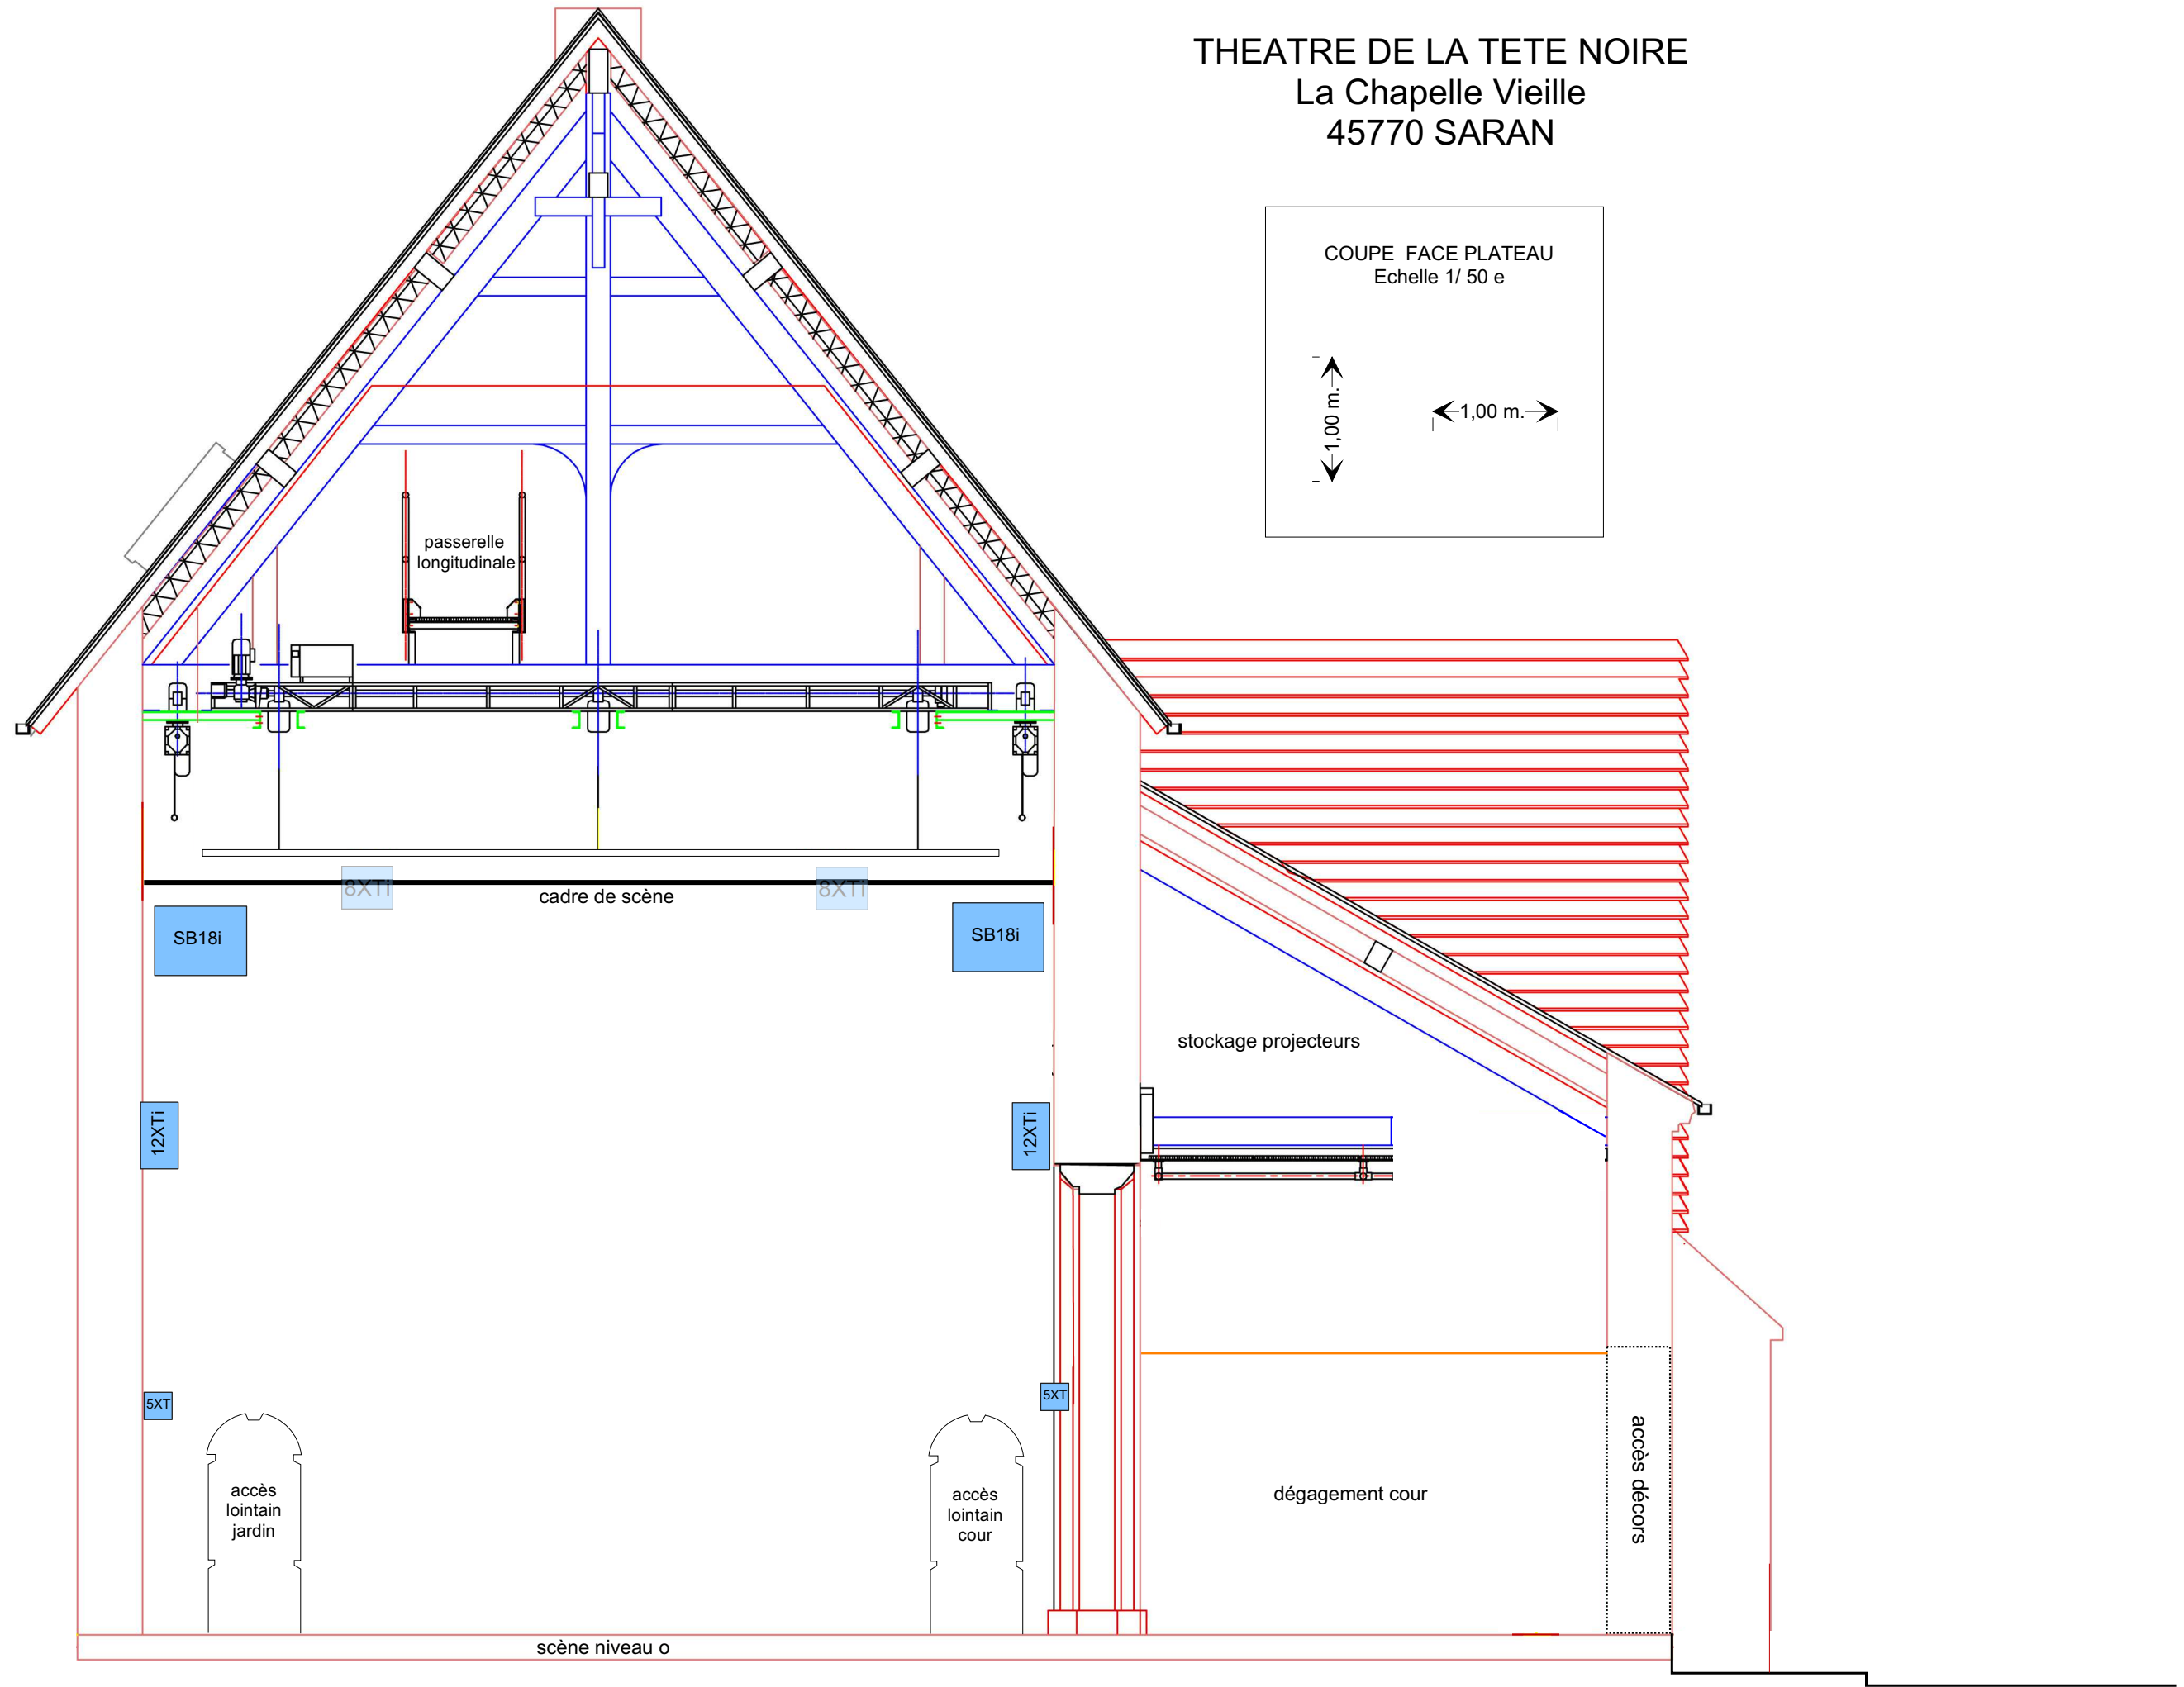 THEATRE DE LA TETE NOIRE
La Chapelle Vieille
45770 SARAN
COUPE FACE PLATEAU
Echelle 1/ 50 e
1,00 m.
1,00 m.
passerelle
longitudinale
8XTi
8XTi
cadre de scène
SB18i
SB18i
stockage projecteurs
12XTi
12XTi
5XT
5XT
accès
lointain
jardin
accès
lointain
cour
dégagement cour
accès décors
scène niveau o